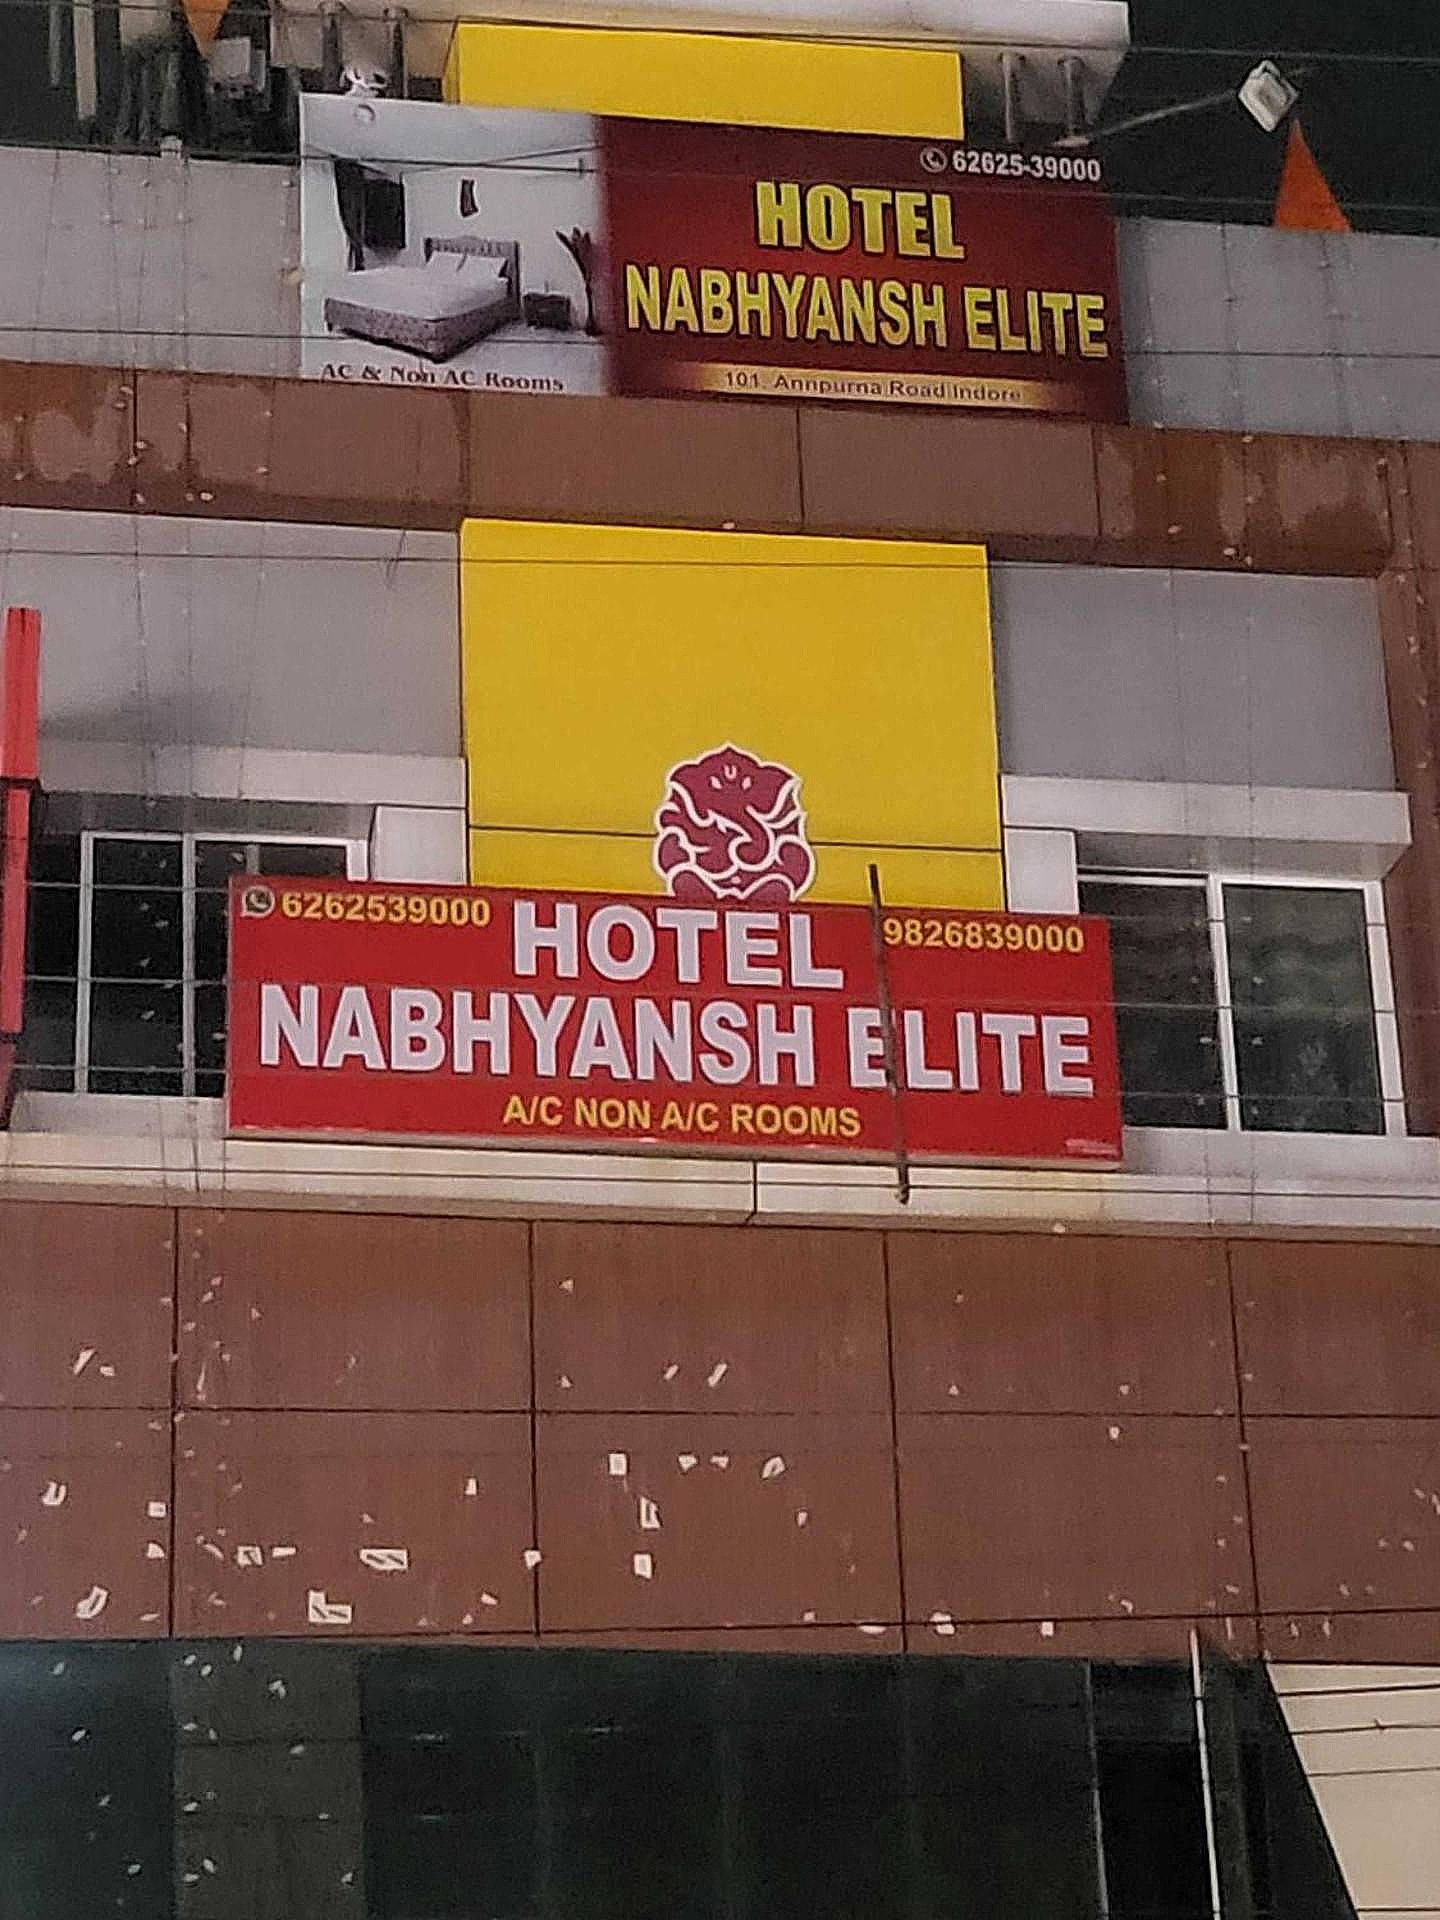 62625-39000
HOTEL
NABHYANSH ELITE
AC & Non AC Rooms
101, Annpurna Road Indore
6262539000
HOTEL
9826839000
NABHYANSH ELITE
A/C NON A/C ROOMS